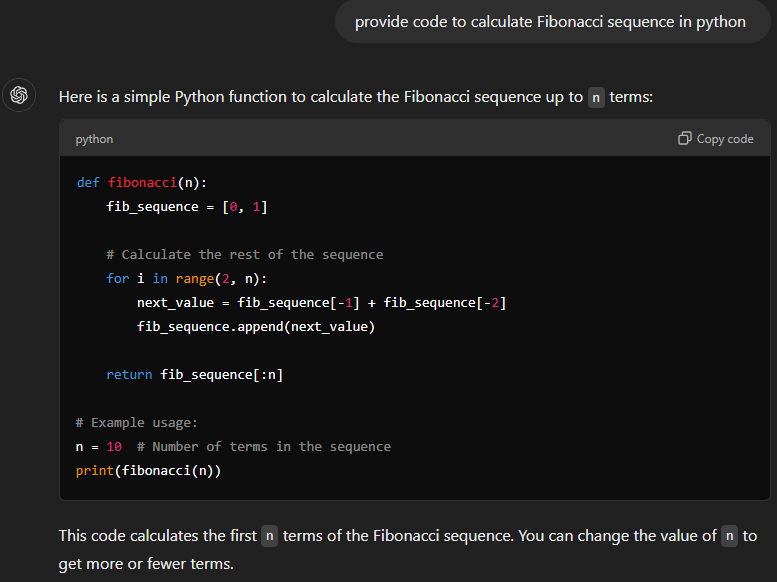 provide code to calculate Fibonacci sequence in python
Here is a simple Python function to calculate the Fibonacci sequence up to n terms:
python
Copy code
def fibonacci(n):
    fib_sequence = [0, 1]
    # Calculate the rest of the sequence
    for i in range(2, n):
        next_value = fib_sequence[-1] + fib_sequence[-2]
        fib_sequence.append(next_value)
    return fib_sequence[:n]
# Example usage:
n = 10  # Number of terms in the sequence
print(fibonacci(n))
This code calculates the first n terms of the Fibonacci sequence. You can change the value of n to
get more or fewer terms.